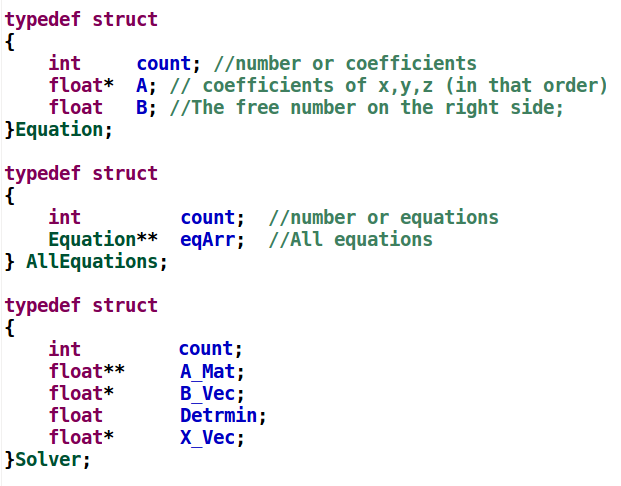 typedef struct
{
    int     count; //number or coefficients
    float*  A; // coefficients of x,y,z (in that order)
    float   B; //The free number on the right side;
}Equation;

typedef struct
{
    int         count;  //number or equations
    Equation**  eqArr;  //All equations
} AllEquations;

typedef struct
{
    int         count;
    float**     A_Mat;
    float*      B_Vec;
    float       Detrmin;
    float*      X_Vec;
}Solver;